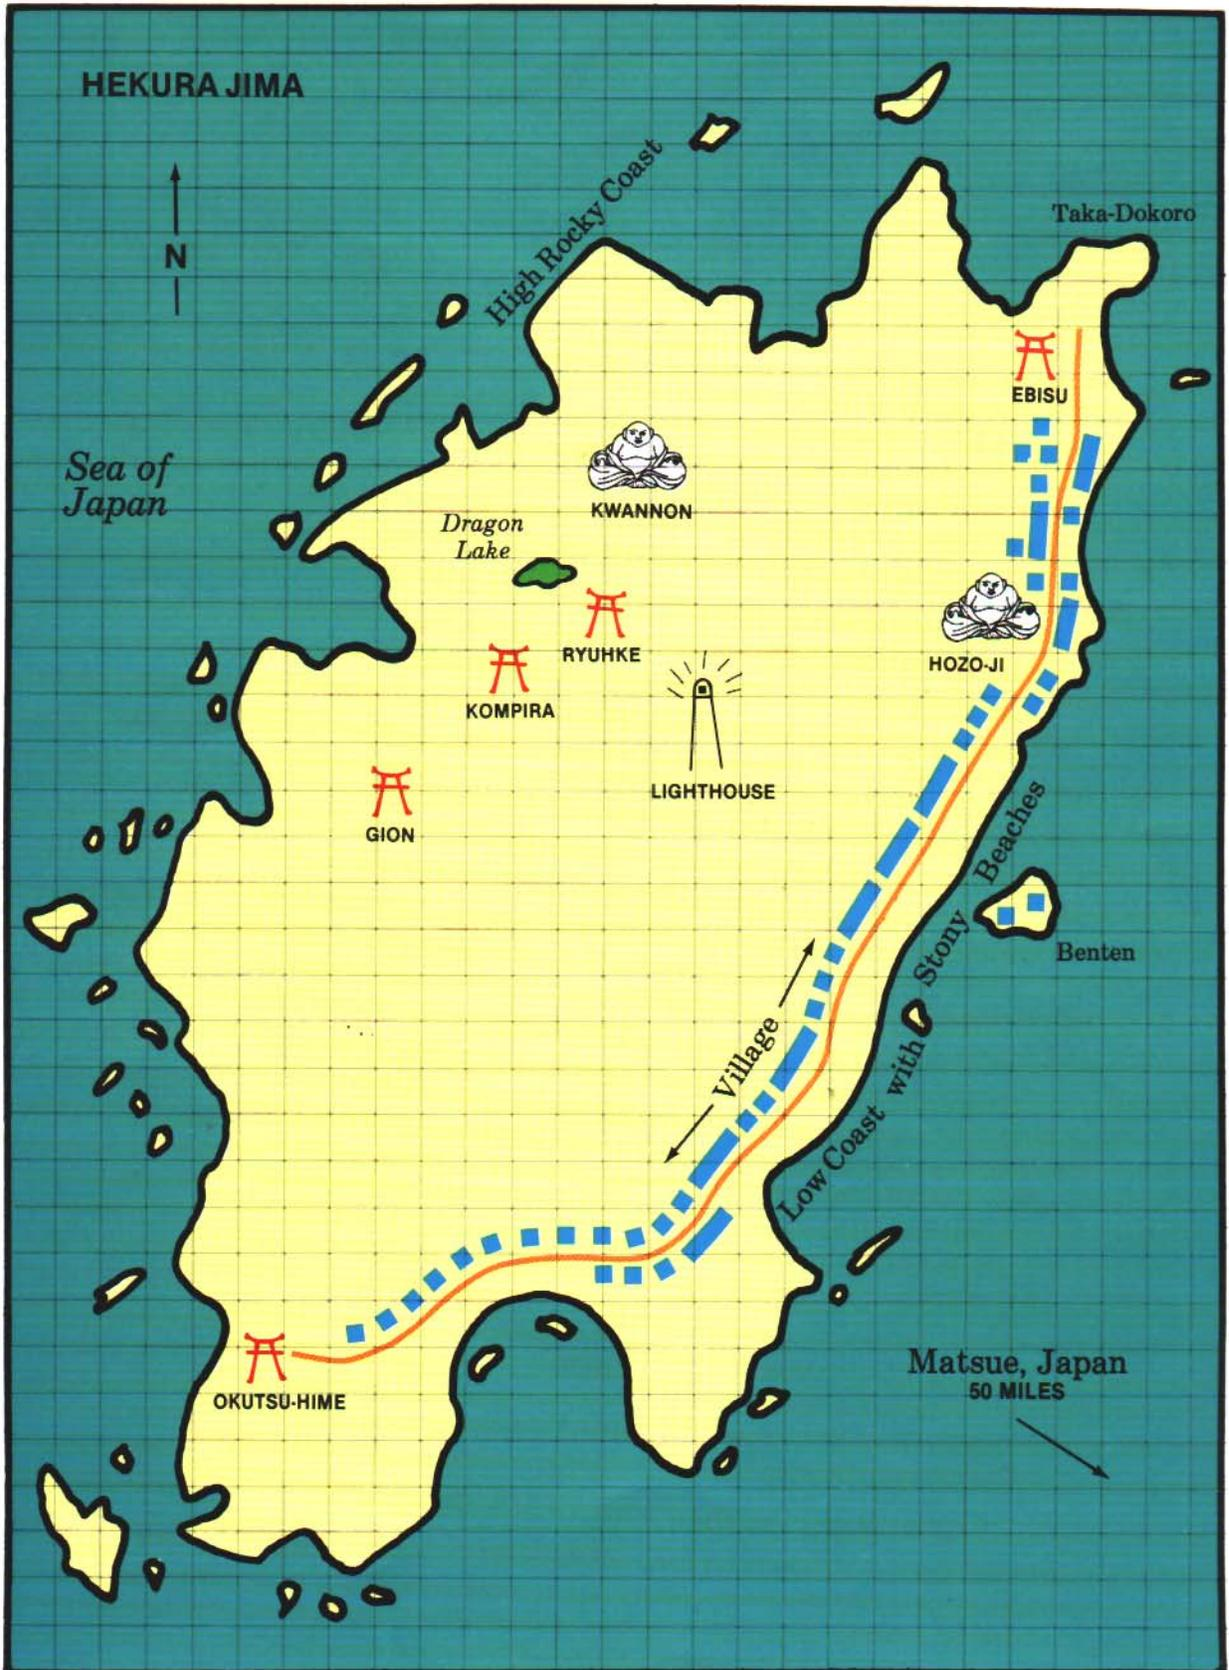 HEKURA JIMA
N
High Rocky Coast
Taka-Dokoro
EBISU
Sea of
Japan
KWANNON
Dragon
Lake
RYUHKE
HOZO-JI
KOMPIRA
LIGHTHOUSE
GION
Benten
Village
Low Coast with Stony Beaches
Matsue, Japan
50 MILES
OKUTSU-HIME